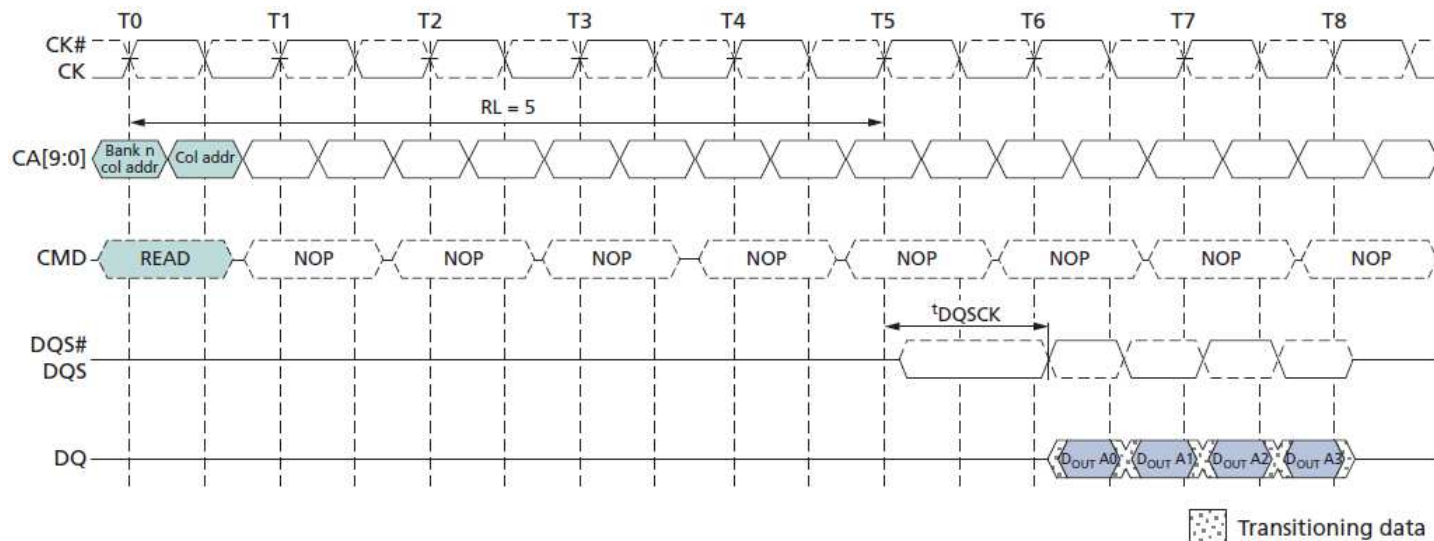 T0 T1 T2 T3 T4 T5 T6 T7 T8
CK#
CK
RL = 5
CA[9:0] Bank n col addr Col addr
CMD READ NOP NOP NOP NOP NOP NOP NOP NOP
tDQSCK
DQS#
DQS
DQ DOUT A0 DOUT A1 DOUT A2 DOUT A3
Transitioning data